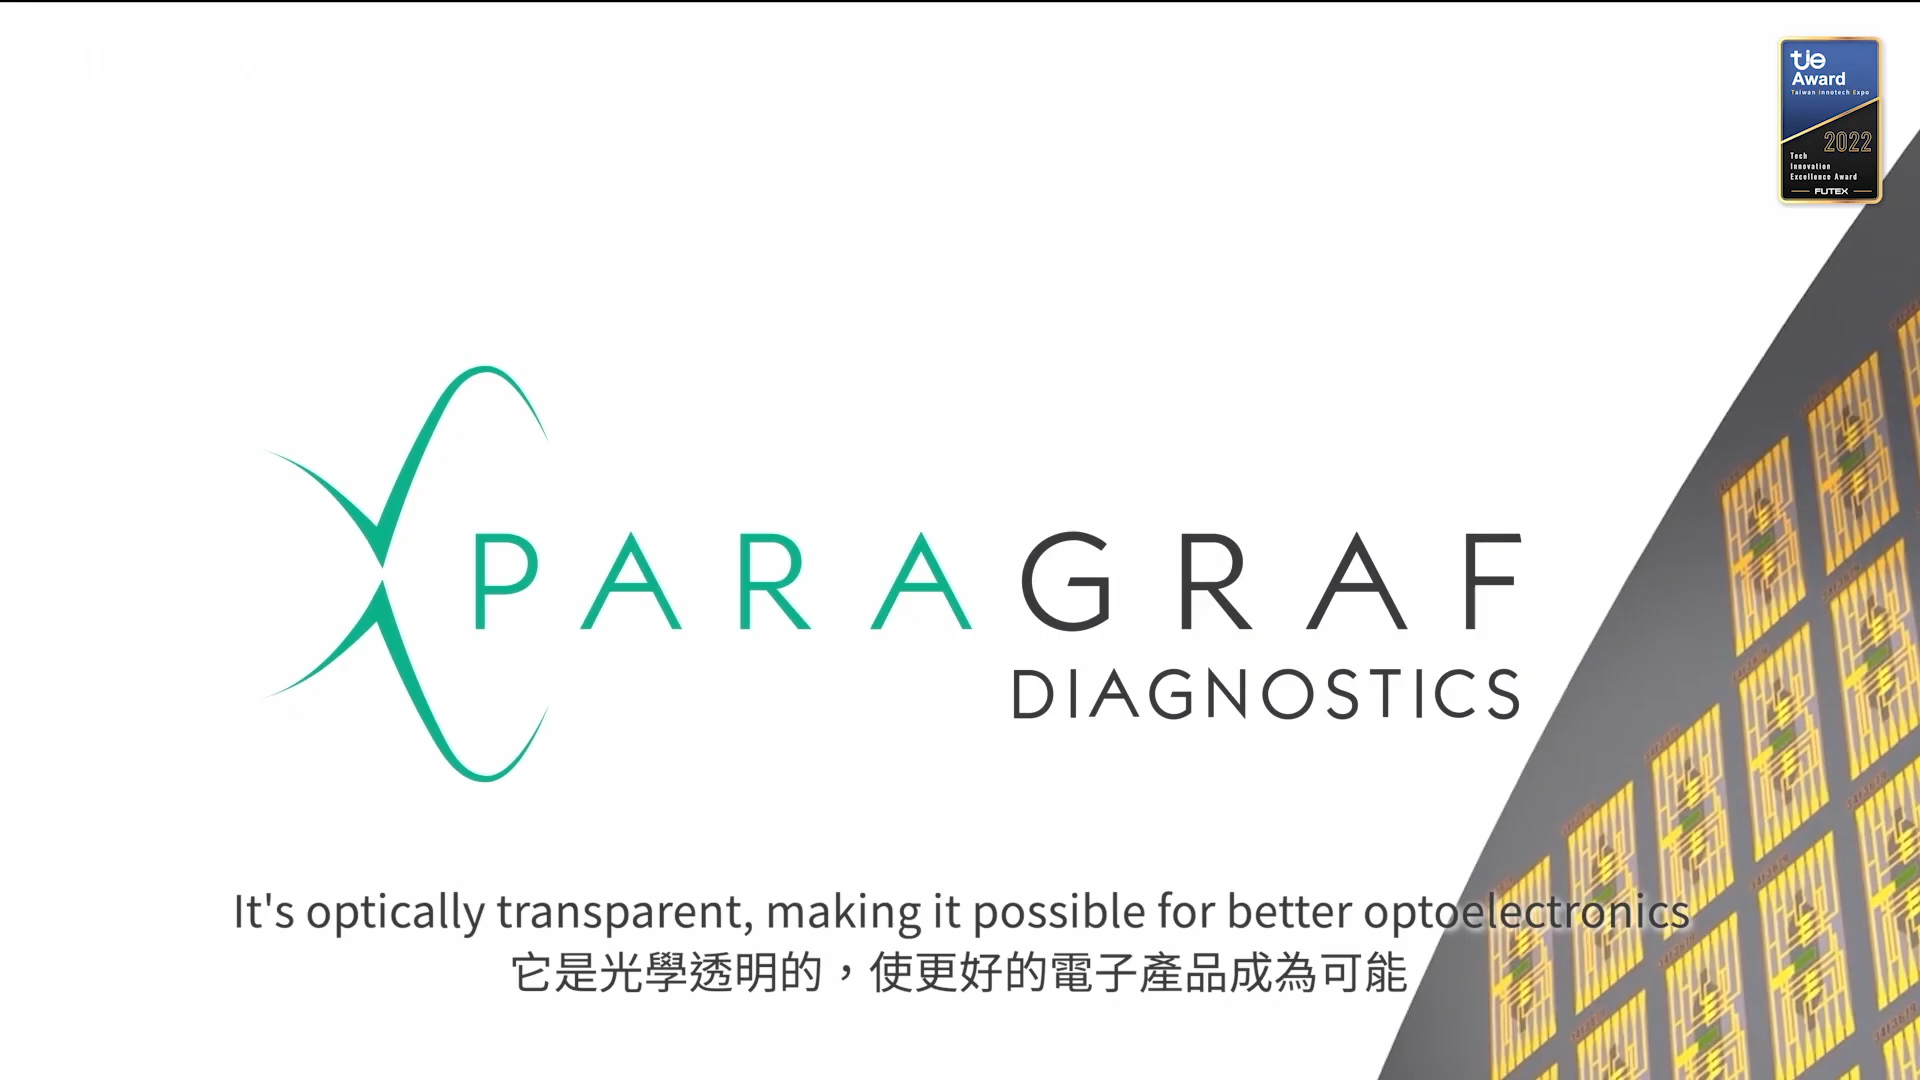 FUTEX
tie
Award
Taiwan Innotech Expo
2022
Tech
Innovation
Excellence Award
FUTEX
PARAGRAF
DIAGNOSTICS
It's optically transparent, making it possible for better optoelectronics
它是光學透明的，使更好的電子產品成為可能